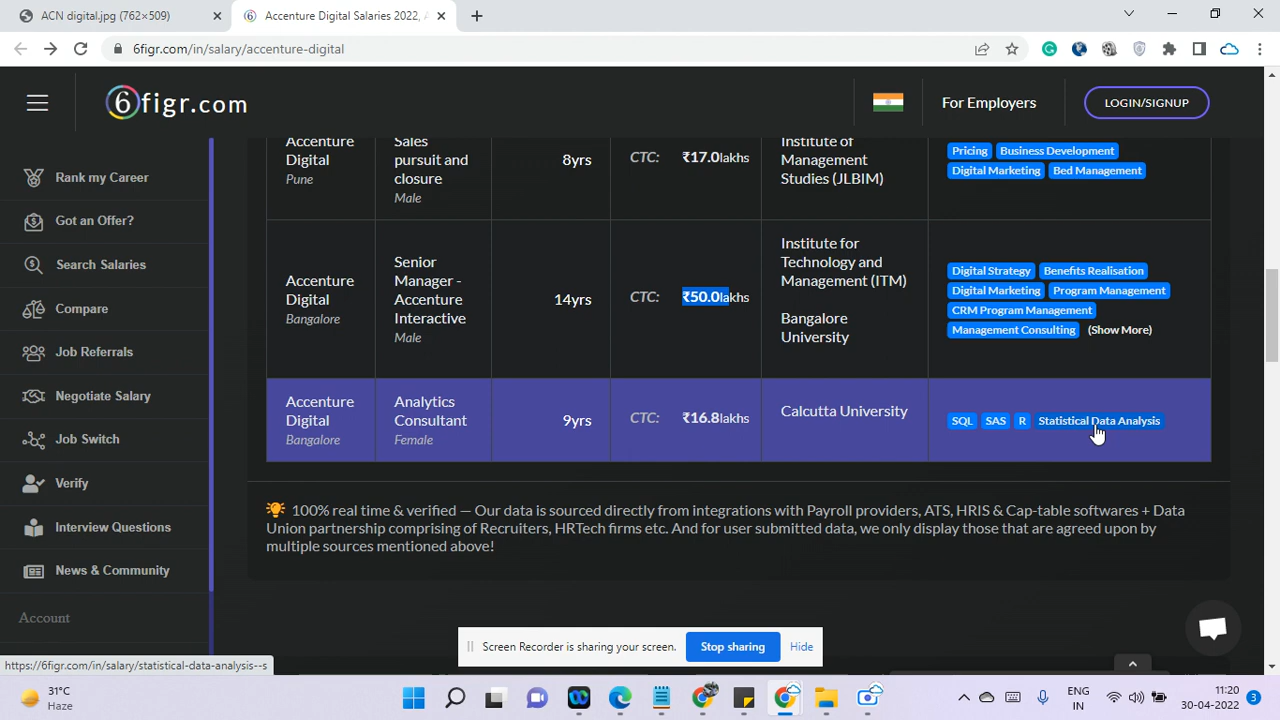 ACN digital.jpg (762×509)
Accenture Digital Salaries 2022, A
6figr.com/in/salary/accenture-digital
6figr.com
For Employers
LOGIN/SIGNUP
Rank my Career
Got an Offer?
Search Salaries
Compare
Job Referrals
Negotiate Salary
Job Switch
Verify
Interview Questions
News & Community
Account
Accenture
Digital
Pune
Sales
pursuit and
closure
Male
8yrs
CTC: ₹17.0lakhs
Institute of
Management
Studies (JLBIM)
Pricing Business Development
Digital Marketing Bed Management
Accenture
Digital
Bangalore
Senior
Manager -
Accenture
Interactive
Male
14yrs
CTC: ₹50.0lakhs
Institute for
Technology and
Management (ITM)
Bangalore
University
Digital Strategy Benefits Realisation
Digital Marketing Program Management
CRM Program Management
Management Consulting (Show More)
Accenture
Digital
Bangalore
Analytics
Consultant
Female
9yrs
CTC: ₹16.8lakhs
Calcutta University
SQL SAS R Statistical Data Analysis
100% real time & verified — Our data is sourced directly from integrations with Payroll providers, ATS, HRIS & Cap-table softwares + Data
Union partnership comprising of Recruiters, HRTech firms etc. And for user submitted data, we only display those that are agreed upon by
multiple sources mentioned above!
Screen Recorder is sharing your screen. Stop sharing Hide
https://6figr.com/in/salary/statistical-data-analysis--s
31°C
Haze
ENG
IN
11:20
30-04-2022
3